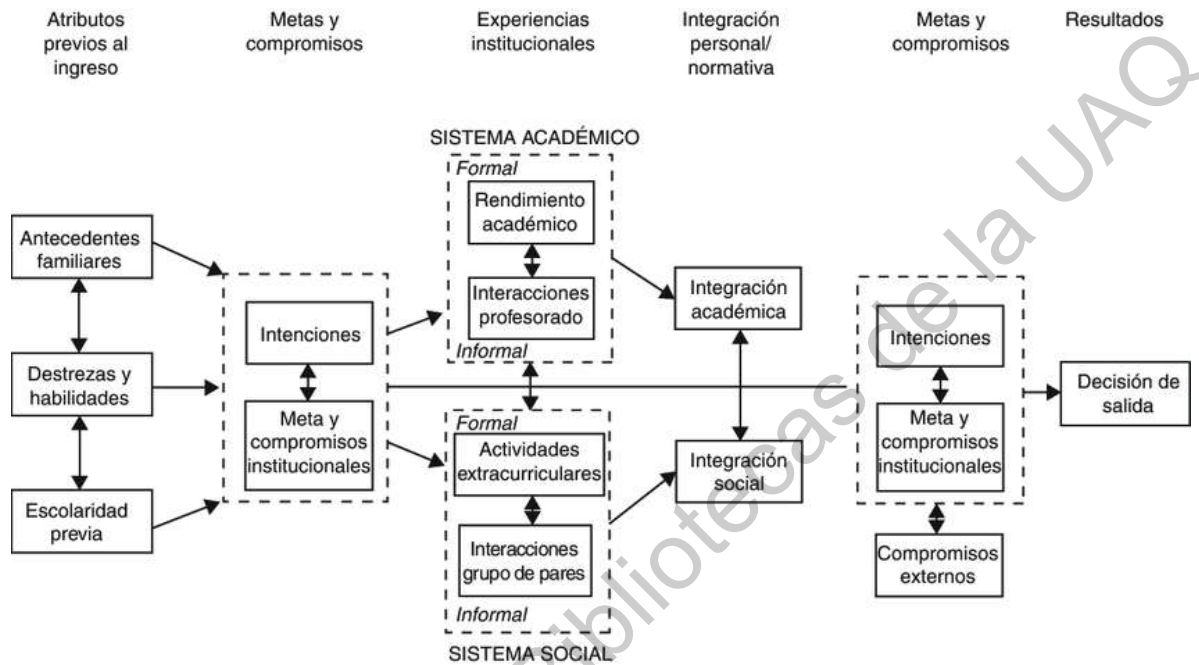 Atributos
previos al
ingreso
Metas y
compromisos
Experiencias
institucionales
Integración
personal/
normativa
Metas y
compromisos
Resultados
SISTEMA ACADÉMICO
Formal
Rendimiento
académico
Interacciones
profesorado
Informal
Antecedentes
familiares
Destrezas y
habilidades
Escolaridad
previa
Intenciones
Meta y
compromisos
institucionales
Formal
Actividades
extracurriculares
Interacciones
grupo de pares
Informal
SISTEMA SOCIAL
Integración
académica
Integración
social
Intenciones
Meta y
compromisos
institucionales
Compromisos
externos
Decisión de
salida
Bibliotecas de la UAQ